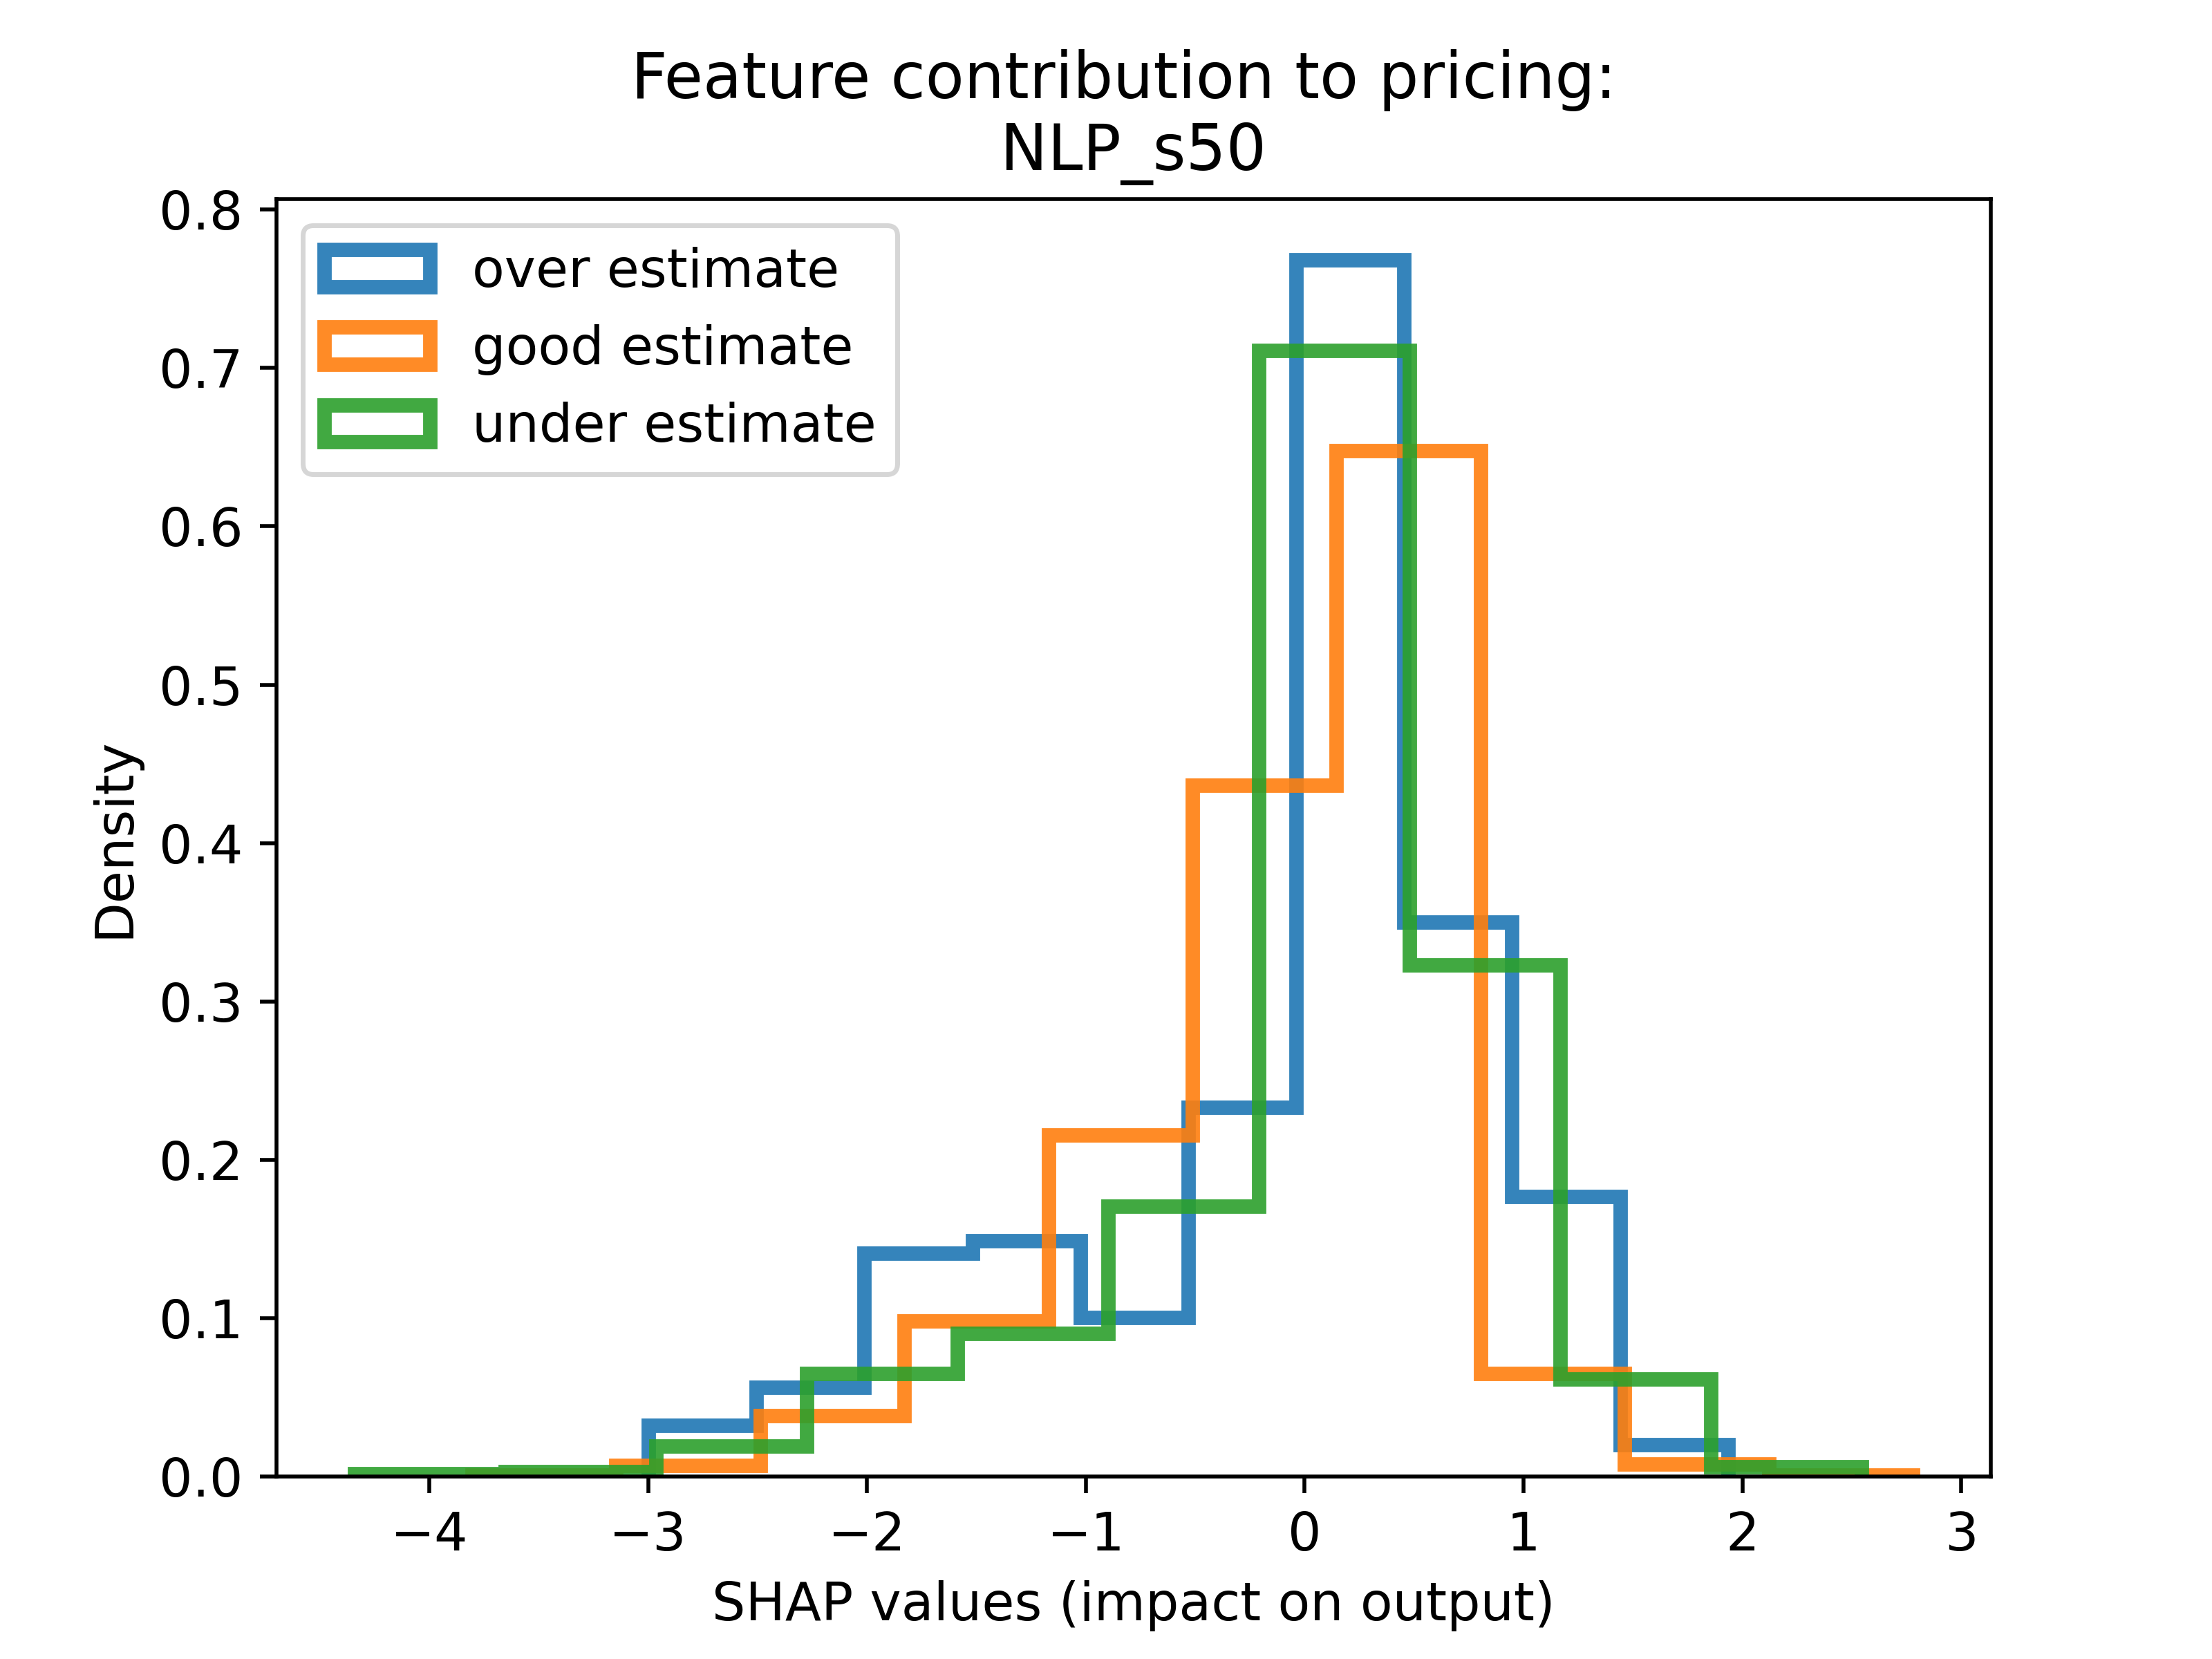 Feature contribution to pricing:
NLP_s50
over estimate
good estimate
under estimate
0.8
0.7
0.6
0.5
0.4
0.3
0.2
0.1
0.0
Density
−4
−3
−2
−1
0
1
2
3
SHAP values (impact on output)